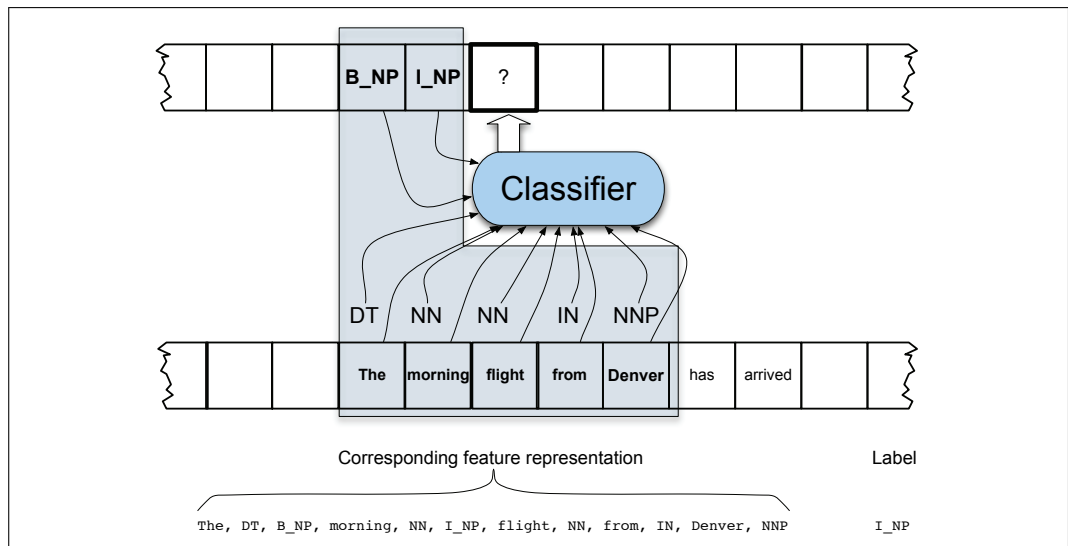 B_NP I_NP ?
Classifier
DT NN NN IN NNP
The morning flight from Denver has arrived
Corresponding feature representation Label
The, DT, B_NP, morning, NN, I_NP, flight, NN, from, IN, Denver, NNP I_NP